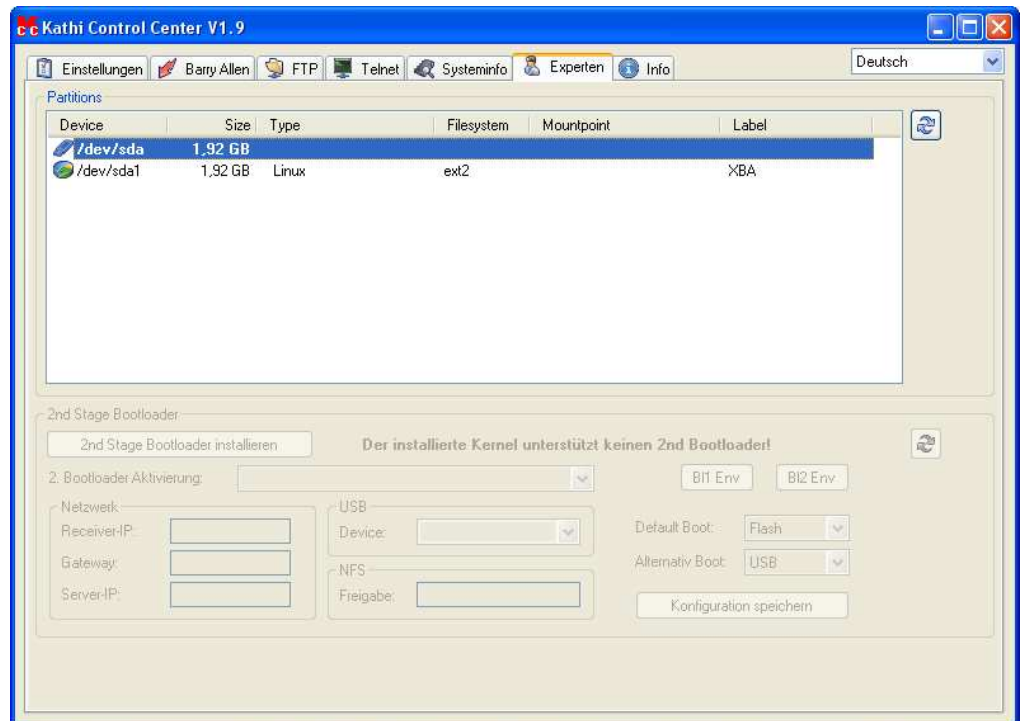 Kathi Control Center V1.9
Einstellungen Barry Allen FTP Telnet Systeminfo Experten Info Deutsch
Partitions
Device Size Type Filesystem Mountpoint Label
/dev/sda 1,92 GB
/dev/sda1 1,92 GB Linux ext2 XBA
2nd Stage Bootloader
2nd Stage Bootloader installieren Der installierte Kernel unterstützt keinen 2nd Bootloader!
2. Bootloader Aktivierung: Bl1 Env Bl2 Env
Netzwerk USB
Receiver-IP: Device: Default Boot: Flash
Gateway: Alternativ Boot: USB
NFS
Server-IP: Freigabe: Konfiguration speichern